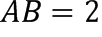 AB = 2